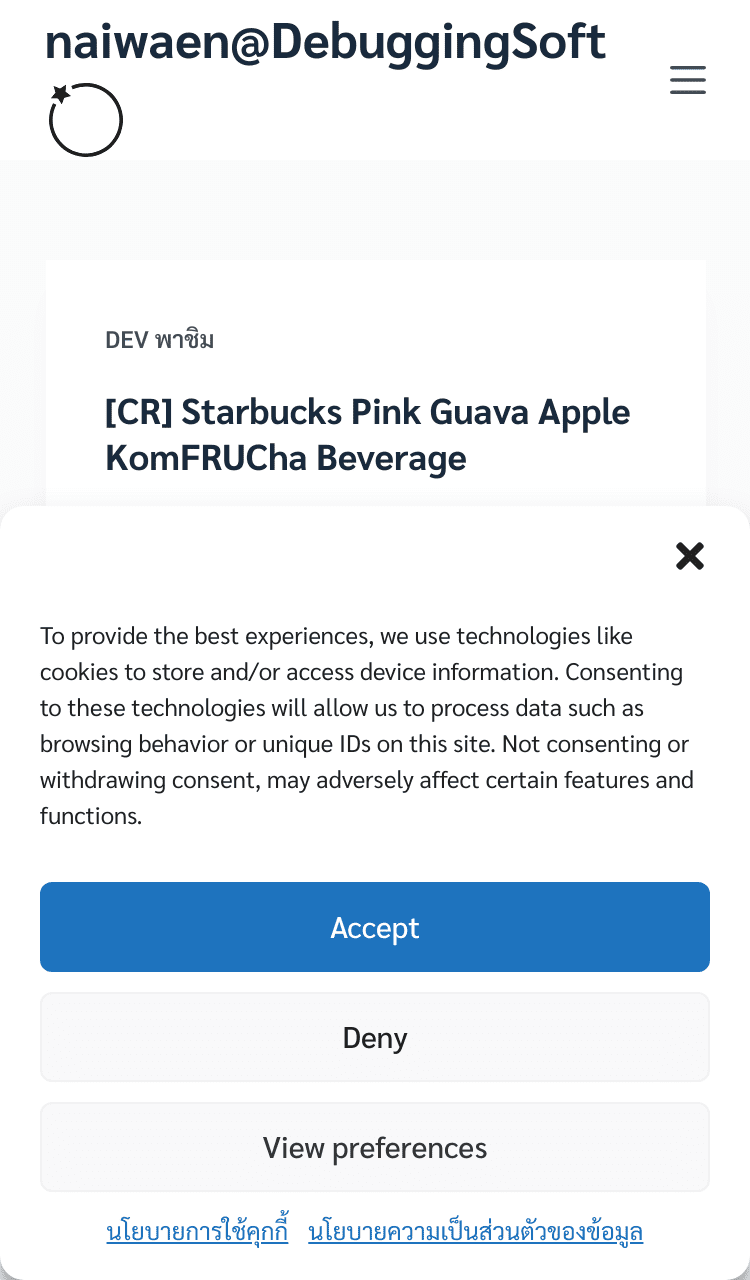 naiwaen@DebuggingSoft
DEV พาชิม
[CR] Starbucks Pink Guava Apple
KomFRUCha Beverage
To provide the best experiences, we use technologies like
cookies to store and/or access device information. Consenting
to these technologies will allow us to process data such as
browsing behavior or unique IDs on this site. Not consenting or
withdrawing consent, may adversely affect certain features and
functions.
Accept
Deny
View preferences
นโยบายการใช้คุกกี้ นโยบายความเป็นส่วนตัวของข้อมูล